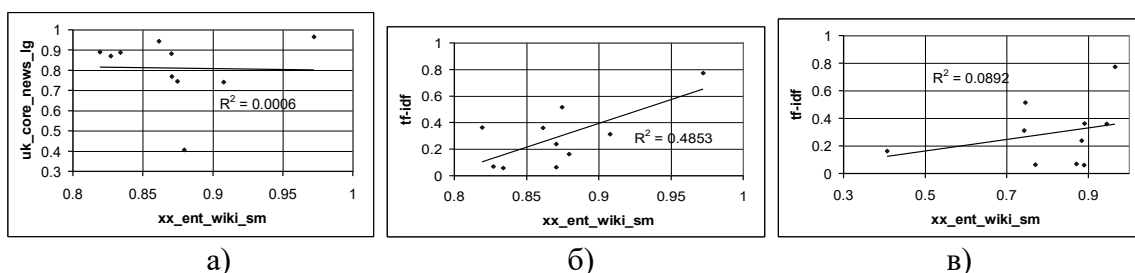 uk_core_news_lg
1
0.9
0.8
0.7
0.6
0.5
0.4
0.3
R² = 0.0006
0.8 0.85 0.9 0.95 1
xx_ent_wiki_sm
а)
tf-idf
1
0.8
0.6
0.4
0.2
0
R² = 0.4853
0.8 0.85 0.9 0.95 1
xx_ent_wiki_sm
б)
tf-idf
1
0.8
0.6
0.4
0.2
0
R² = 0.0892
0.3 0.5 0.7 0.9
xx_ent_wiki_sm
в)